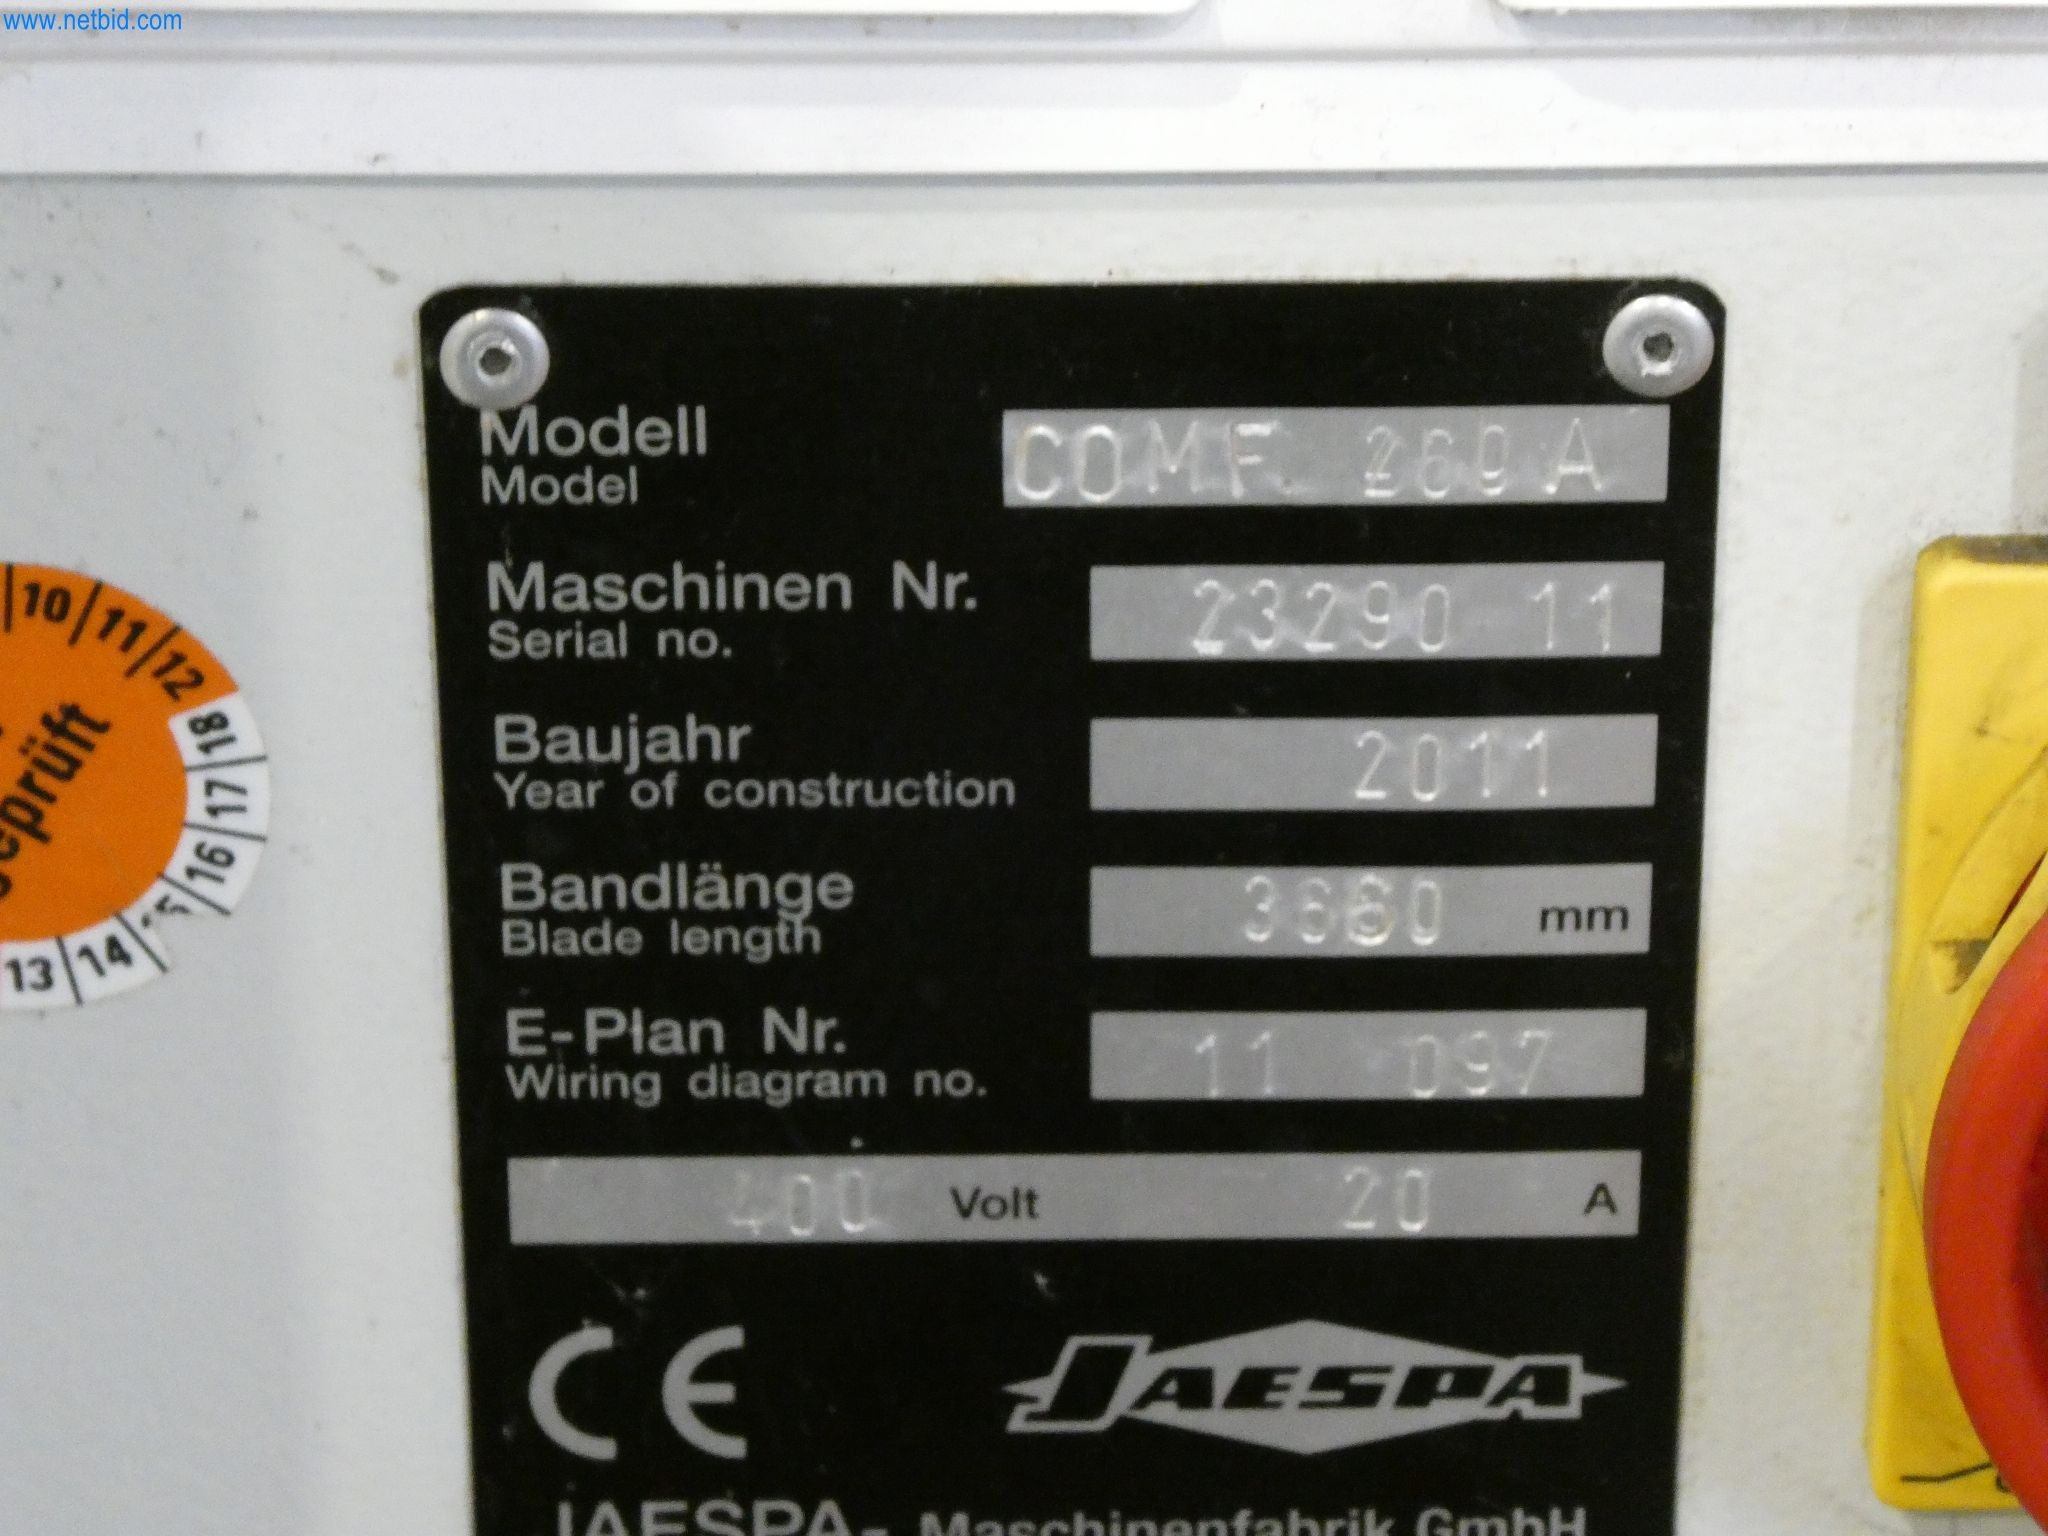 www.netbid.com
Modell
Model
COMF. 260 A
Maschinen Nr.
Serial no.
23290 11
Baujahr
Year of construction
2011
Bandlänge
Blade length
3660 mm
E-Plan Nr.
Wiring diagram no.
11 097
400 Volt 20 A
CE
JAESPA
JAESPA- Maschinenfabrik GmbH
10 11 12
18
17
16
15
14
13